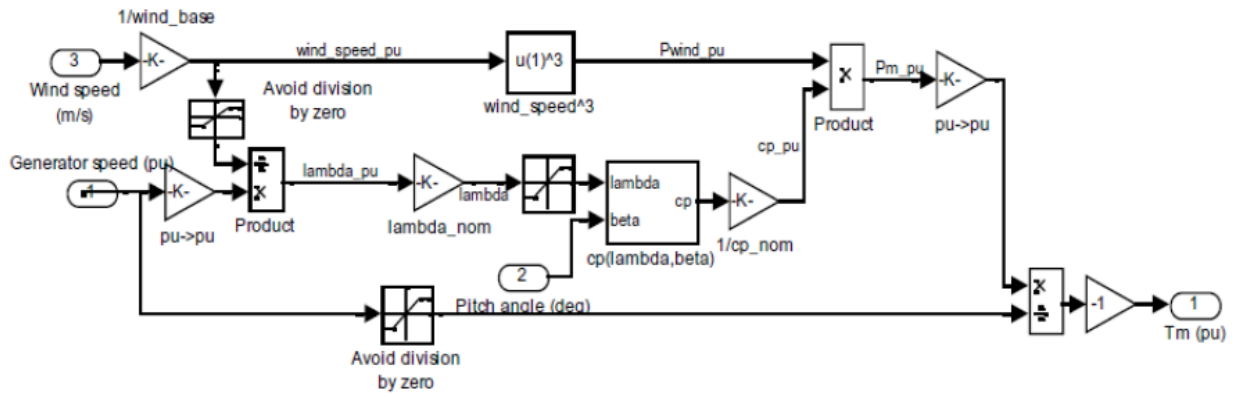 1/wind_base
3
-K-
wind_speed_pu
u(1)^3
Pwind_pu
x
Pm_pu
-K-
Wind speed
(m/s)
Avoid division
by zero
wind_speed^3
Product
pu->pu
cp_pu
Generator speed (pu)
1
-K-
÷
x
lambda_pu
-K-
lambda
lambda
beta
cp
-K-
pu->pu
Product
lambda_nom
cp(lambda,beta)
1/cp_nom
2
Pitch angle (deg)
x
÷
-1
1
Tm (pu)
Avoid division
by zero